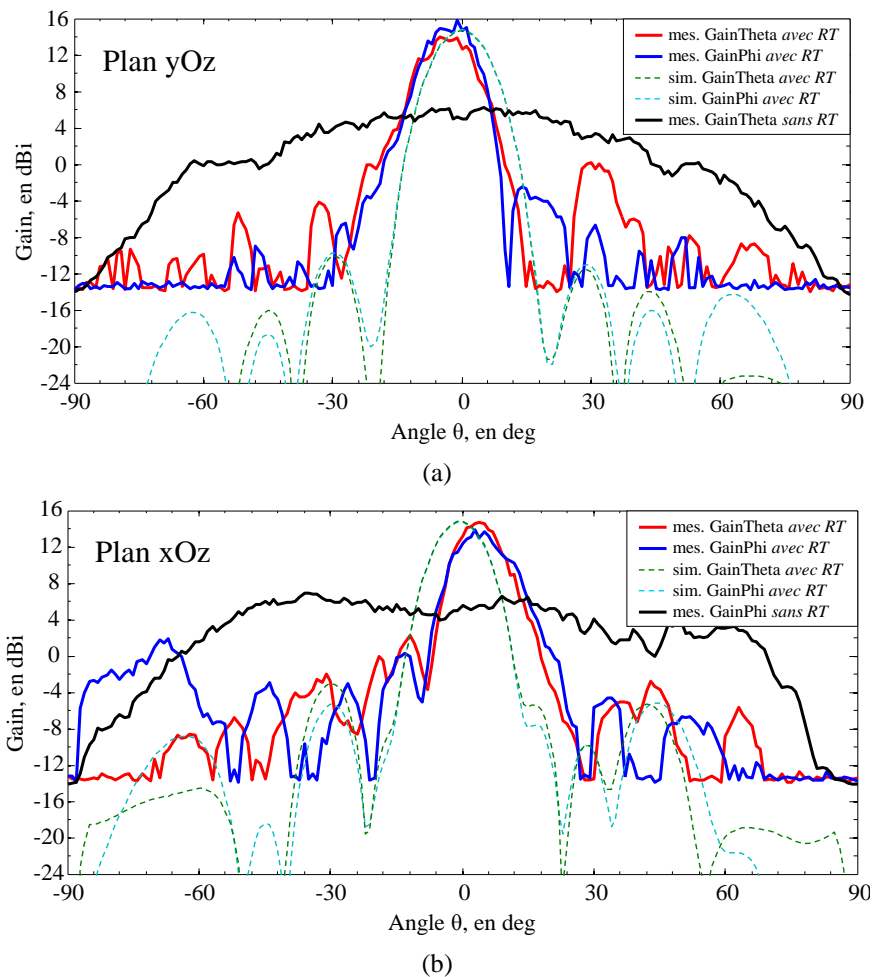 Plan yOz
mes. GainTheta avec RT
mes. GainPhi avec RT
sim. GainTheta avec RT
sim. GainPhi avec RT
mes. GainTheta sans RT
Gain, en dBi
16
12
8
4
0
-4
-8
-12
-16
-20
-24
-90
-60
-30
0
30
60
90
Angle θ, en deg
(a)
Plan xOz
mes. GainTheta avec RT
mes. GainPhi avec RT
sim. GainTheta avec RT
sim. GainPhi avec RT
mes. GainPhi sans RT
Gain, en dBi
16
12
8
4
0
-4
-8
-12
-16
-20
-24
-90
-60
-30
0
30
60
90
Angle θ, en deg
(b)